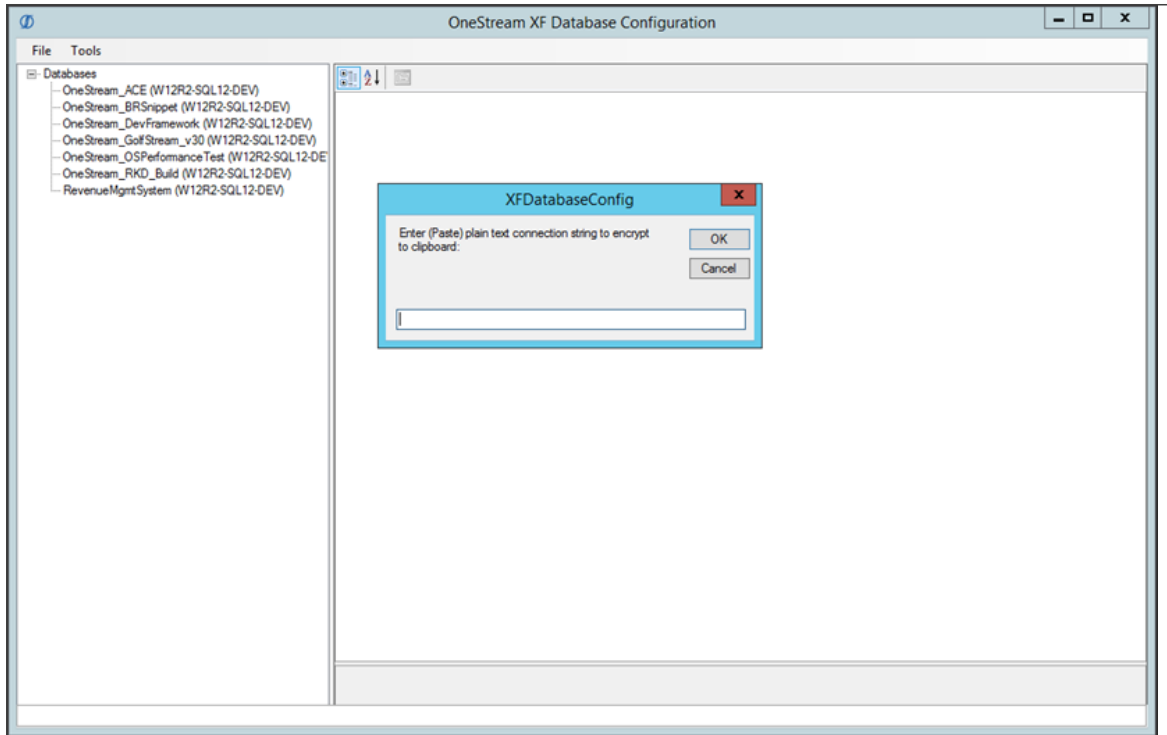 OneStream XF Database Configuration
File Tools
Databases
OneStream_ACE (W12R2-SQL12-DEV)
OneStream_BRSnippet (W12R2-SQL12-DEV)
OneStream_DevFramework (W12R2-SQL12-DEV)
OneStream_GolfStream_v30 (W12R2-SQL12-DEV)
OneStream_OSPerformanceTest (W12R2-SQL12-DE
OneStream_RKD_Build (W12R2-SQL12-DEV)
RevenueMgmtSystem (W12R2-SQL12-DEV)
XFDatabaseConfig
Enter (Paste) plain text connection string to encrypt
to clipboard:
OK
Cancel